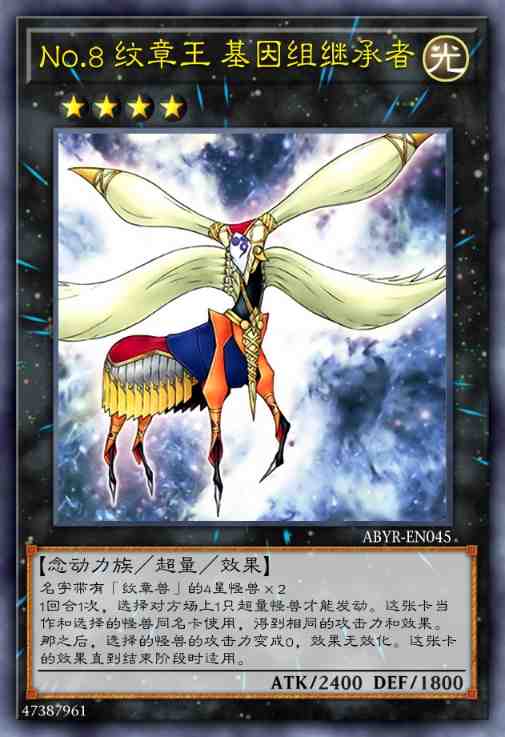 No.8 纹章王 基因组继承者 光
ABYR-EN045
【念动力族／超量／效果】
名字带有「纹章兽」的4星怪兽×2
1回合1次，选择对方场上1只超量怪兽才能发动。这张卡当
作和选择的怪兽同名卡使用，得到相同的攻击力和效果。
那之后，选择的怪兽的攻击力变成0，效果无效化。这张卡
的效果直到结束阶段时适用。
ATK/2400 DEF/1800
47387961